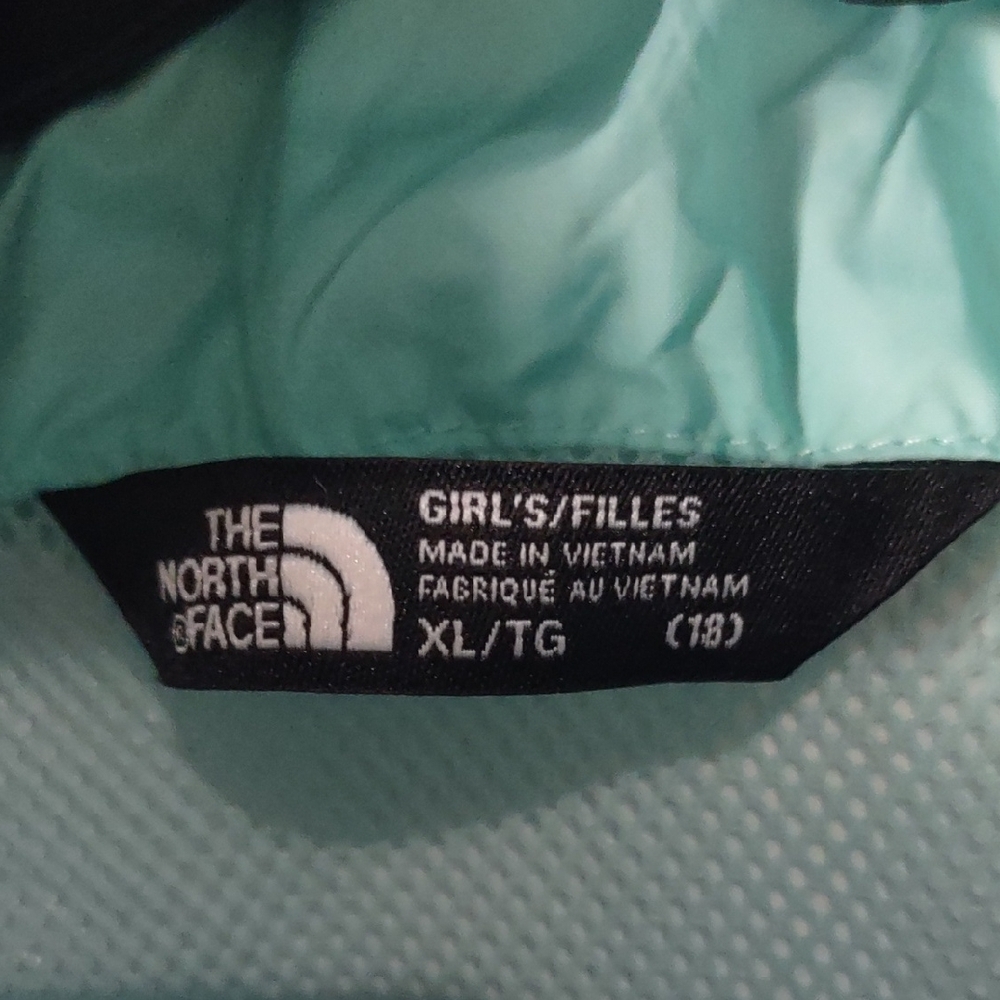 THE
NORTH
FACE
GIRL'S/FILLES
MADE IN VIETNAM
FABRIQUÉ AU VIETNAM
XL/TG (18)